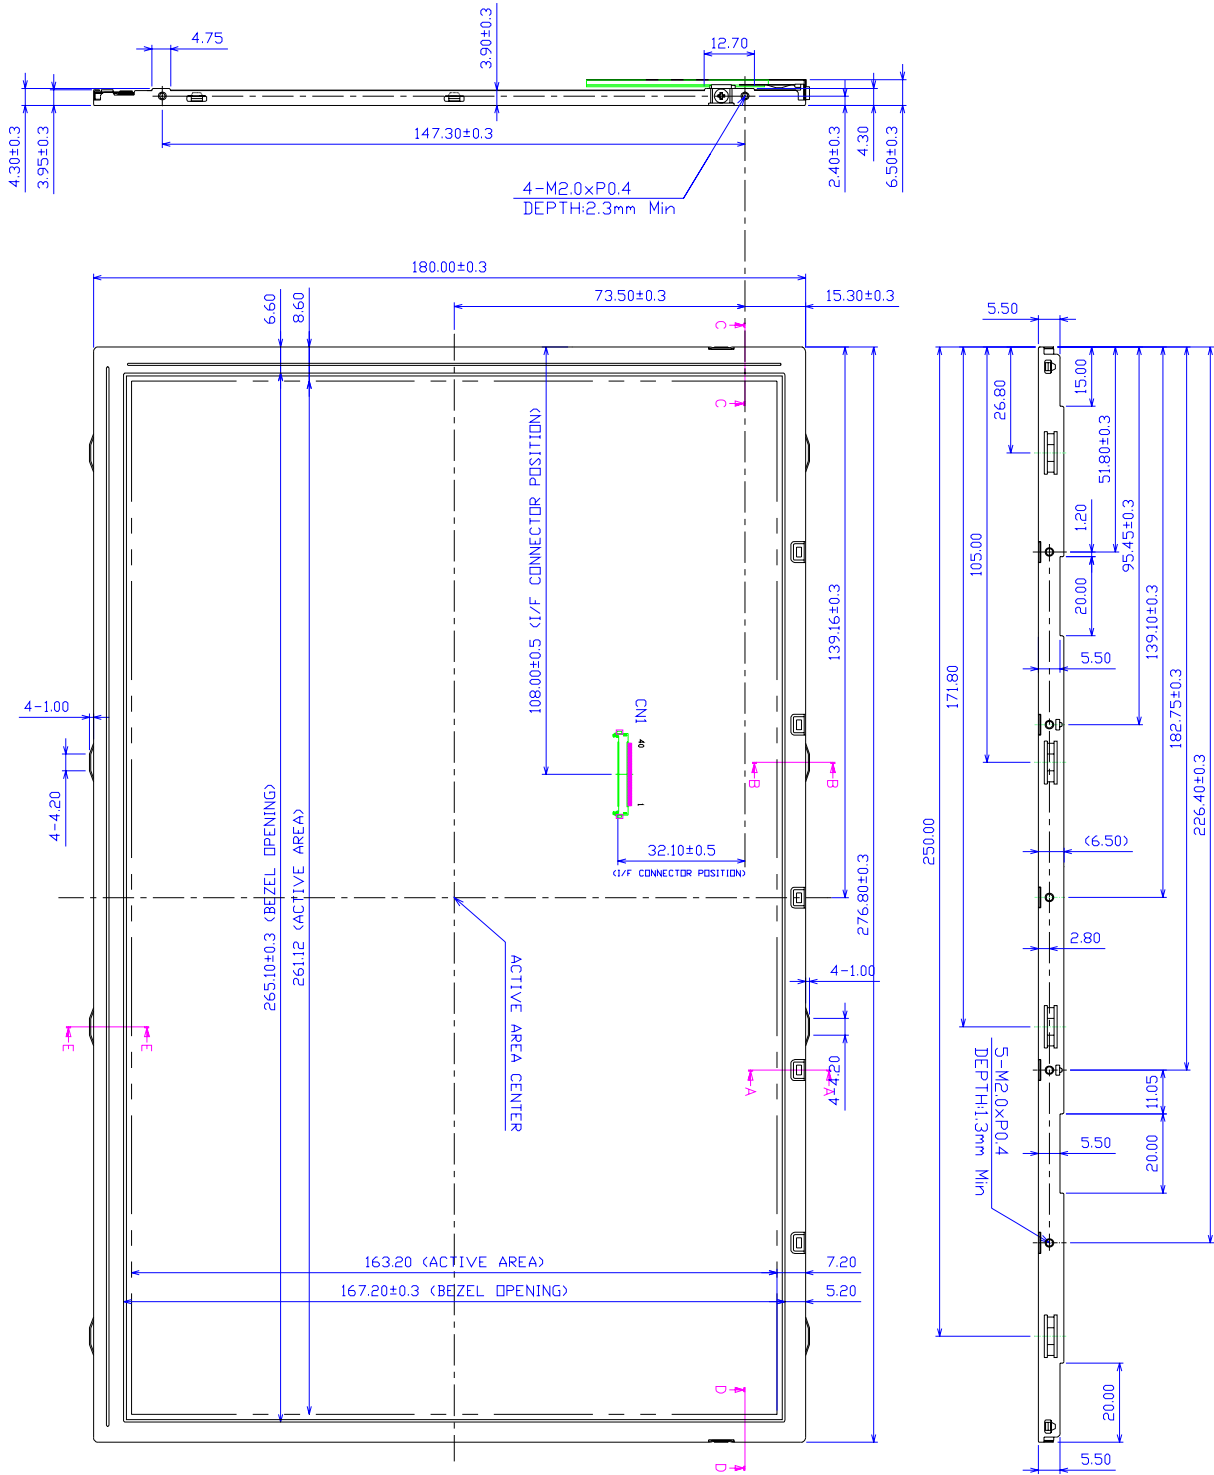 4.75
3.90±0.3
12.70
4.30±0.3
3.95±0.3
147.30±0.3
2.40±0.3
4.30
6.50±0.3
4-M2.0xP0.4
DEPTH:2.3mm Min
180.00±0.3
6.60
8.60
73.50±0.3
15.30±0.3
C
C
5.50
15.00
26.80
51.80±0.3
1.20
95.45±0.3
105.00
20.00
139.10±0.3
5.50
182.75±0.3
171.80
226.40±0.3
250.00
(6.50)
2.80
5-M2.0xP0.4
DEPTH:1.3mm Min
11.05
5.50
20.00
20.00
5.50
108.00±0.5 (I/F CONNECTOR POSITION)
139.16±0.3
CN1
40
1
4-1.00
4-4.20
B
B
32.10±0.5
(I/F CONNECTOR POSITION)
276.80±0.3
265.10±0.3 (BEZEL OPENING)
261.12 (ACTIVE AREA)
ACTIVE AREA CENTER
4-1.00
4-4.20
E
E
A
A
163.20 (ACTIVE AREA)
7.20
167.20±0.3 (BEZEL OPENING)
5.20
D
D